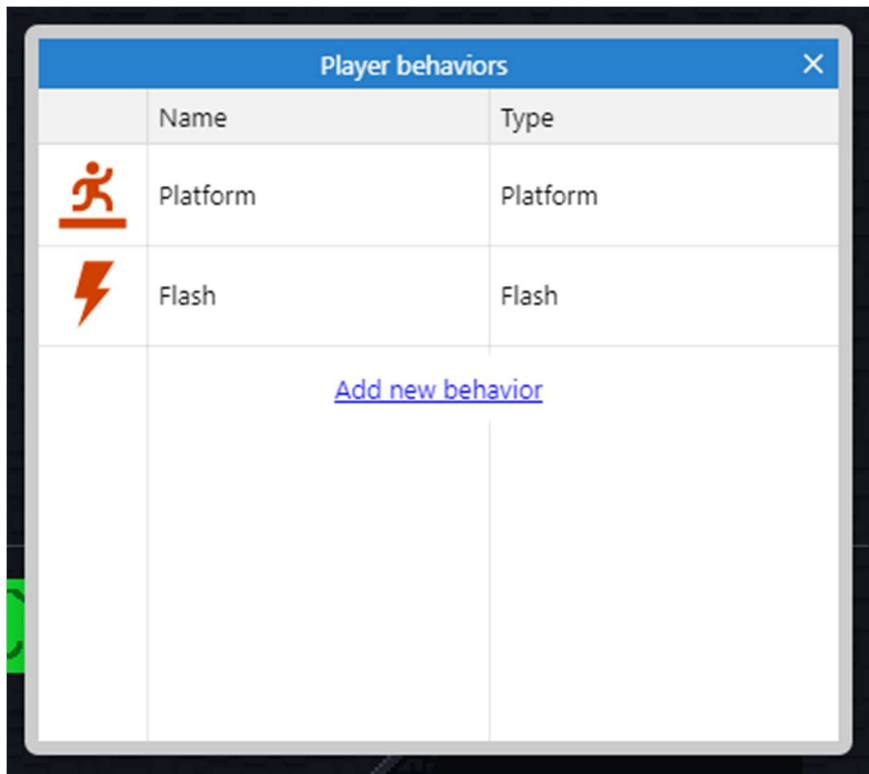 Player behaviors
Name Type
Platform Platform
Flash Flash
Add new behavior